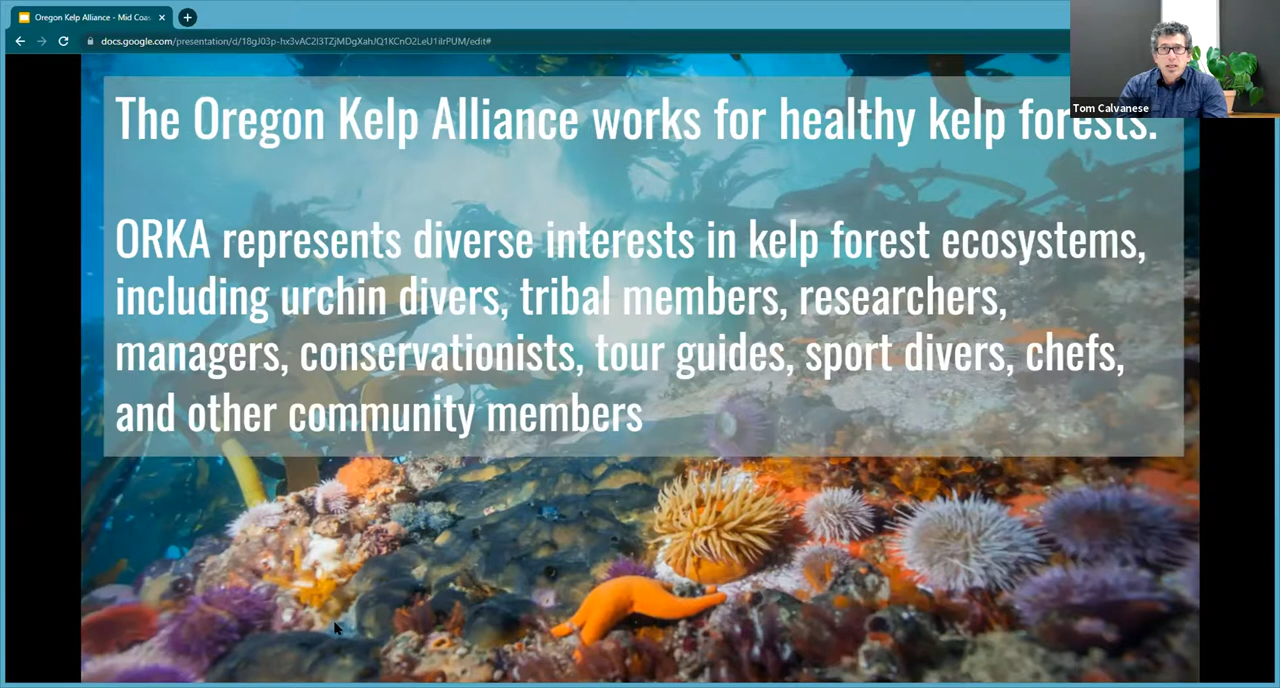 Oregon Kelp Alliance - Mid Coas
docs.google.com/presentation/d/18gJ03p-hx3vAC2I3TZjMDgXahJQ1KCnO2LeU1iIrPUM/edit#
Tom Calvanese
The Oregon Kelp Alliance works for healthy kelp forests.
ORKA represents diverse interests in kelp forest ecosystems,
including urchin divers, tribal members, researchers,
managers, conservationists, tour guides, sport divers, chefs,
and other community members